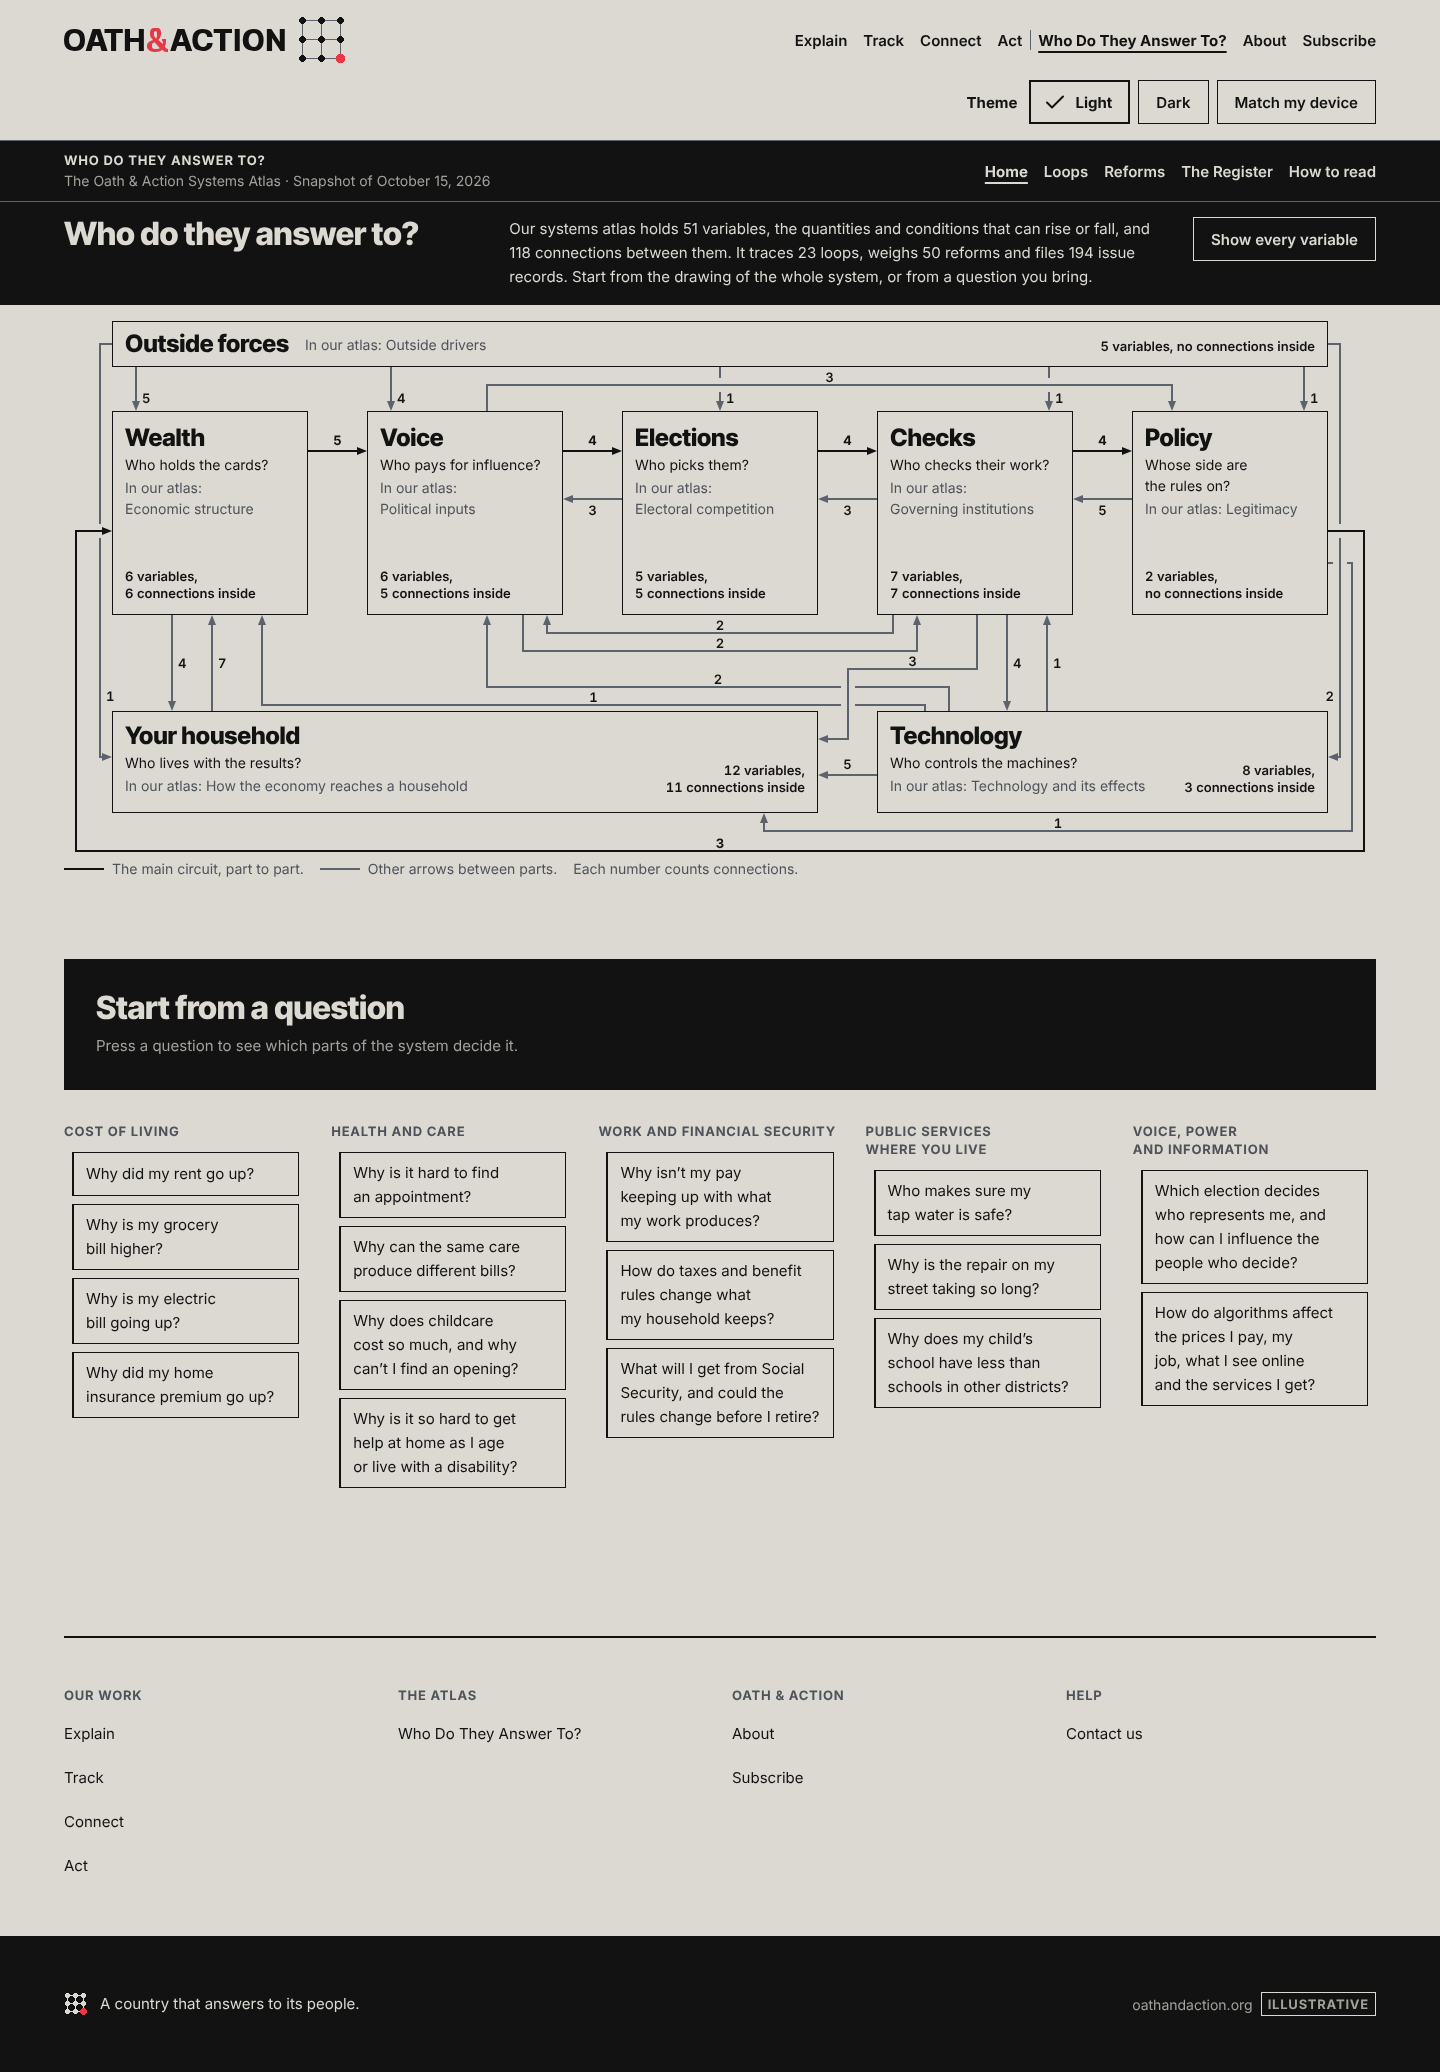 OATH&ACTION
Explain Track Connect Act Who Do They Answer To? About Subscribe
Theme Light Dark Match my device
WHO DO THEY ANSWER TO?
The Oath & Action Systems Atlas · Snapshot of October 15, 2026
Home Loops Reforms The Register How to read
Who do they answer to?
Our systems atlas holds 51 variables, the quantities and conditions that can rise or fall, and
118 connections between them. It traces 23 loops, weighs 50 reforms and files 194 issue
records. Start from the drawing of the whole system, or from a question you bring.
Show every variable
Outside forces In our atlas: Outside drivers 5 variables, no connections inside
3
5 4 1 1 1
Wealth
Who holds the cards?
In our atlas:
Economic structure
6 variables,
6 connections inside
5
Voice
Who pays for influence?
In our atlas:
Political inputs
6 variables,
5 connections inside
4
3
Elections
Who picks them?
In our atlas:
Electoral competition
5 variables,
5 connections inside
4
3
Checks
Who checks their work?
In our atlas:
Governing institutions
7 variables,
7 connections inside
4
5
Policy
Whose side are
the rules on?
In our atlas: Legitimacy
2 variables,
no connections inside
2
2
4 7 3 4 1
2
1 1 2
Your household
Who lives with the results?
In our atlas: How the economy reaches a household
12 variables,
11 connections inside
5
Technology
Who controls the machines?
In our atlas: Technology and its effects
8 variables,
3 connections inside
1
3
The main circuit, part to part. Other arrows between parts. Each number counts connections.
Start from a question
Press a question to see which parts of the system decide it.
COST OF LIVING
Why did my rent go up?
Why is my grocery
bill higher?
Why is my electric
bill going up?
Why did my home
insurance premium go up?
HEALTH AND CARE
Why is it hard to find
an appointment?
Why can the same care
produce different bills?
Why does childcare
cost so much, and why
can’t I find an opening?
Why is it so hard to get
help at home as I age
or live with a disability?
WORK AND FINANCIAL SECURITY
Why isn’t my pay
keeping up with what
my work produces?
How do taxes and benefit
rules change what
my household keeps?
What will I get from Social
Security, and could the
rules change before I retire?
PUBLIC SERVICES
WHERE YOU LIVE
Who makes sure my
tap water is safe?
Why is the repair on my
street taking so long?
Why does my child’s
school have less than
schools in other districts?
VOICE, POWER
AND INFORMATION
Which election decides
who represents me, and
how can I influence the
people who decide?
How do algorithms affect
the prices I pay, my
job, what I see online
and the services I get?
OUR WORK
Explain
Track
Connect
Act
THE ATLAS
Who Do They Answer To?
OATH & ACTION
About
Subscribe
HELP
Contact us
A country that answers to its people.
oathandaction.org ILLUSTRATIVE